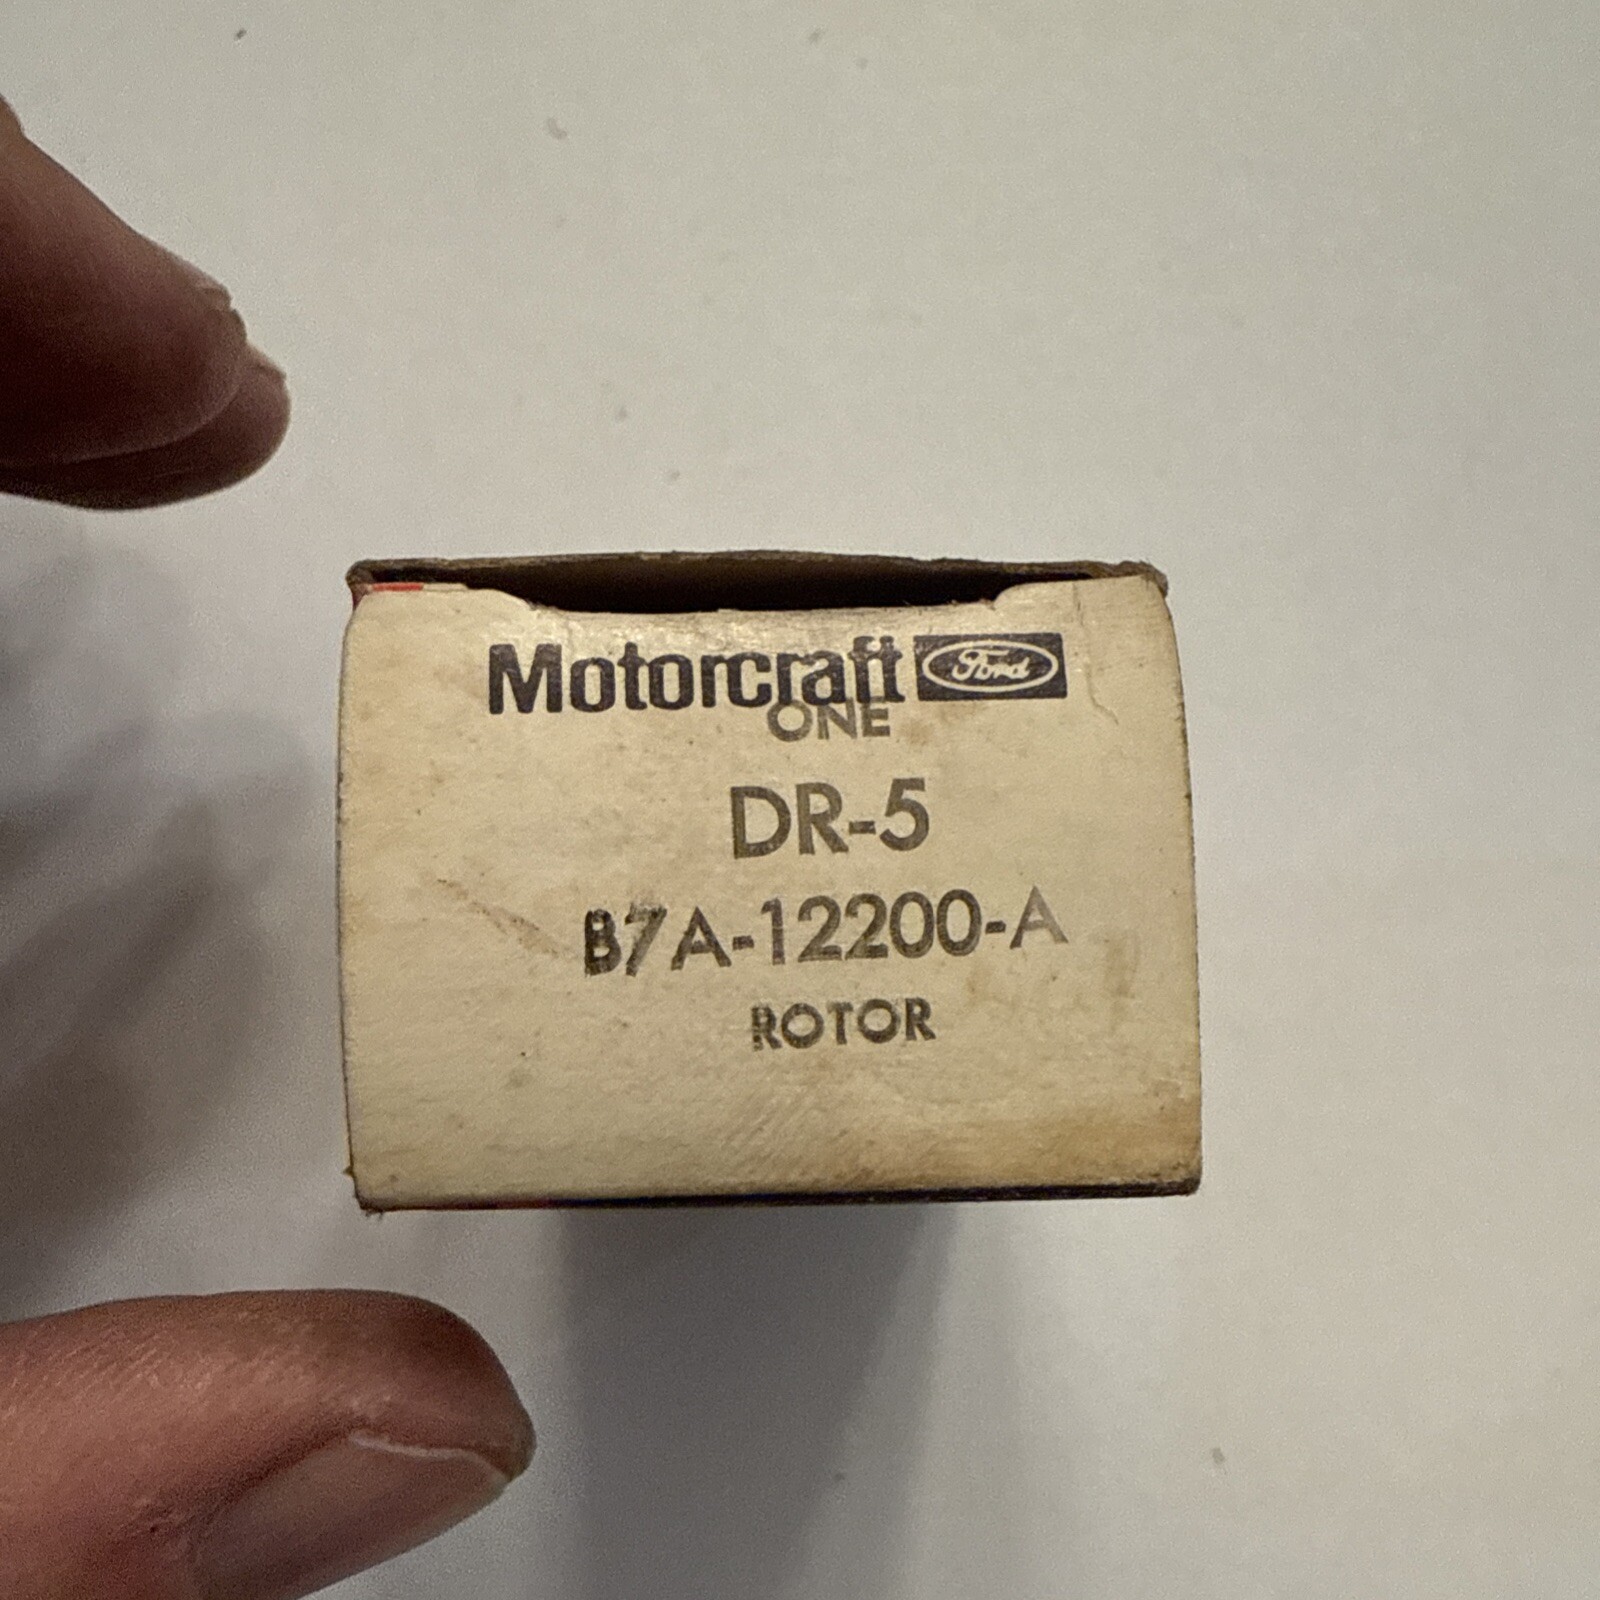 Motorcraft Ford
ONE
DR-5
B7A-12200-A
ROTOR